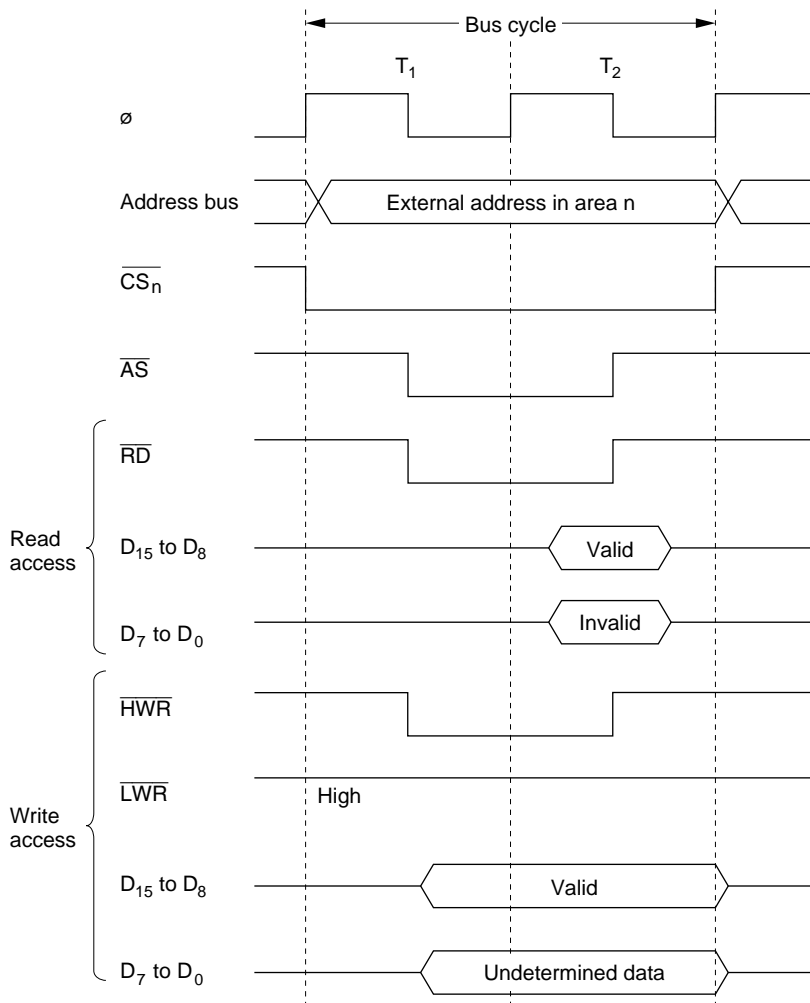 Bus cycle
T1 T2
ø
Address bus External address in area n
CSn
AS
RD
Read access
D15 to D8 Valid
D7 to D0 Invalid
HWR
LWR High
Write access
D15 to D8 Valid
D7 to D0 Undetermined data